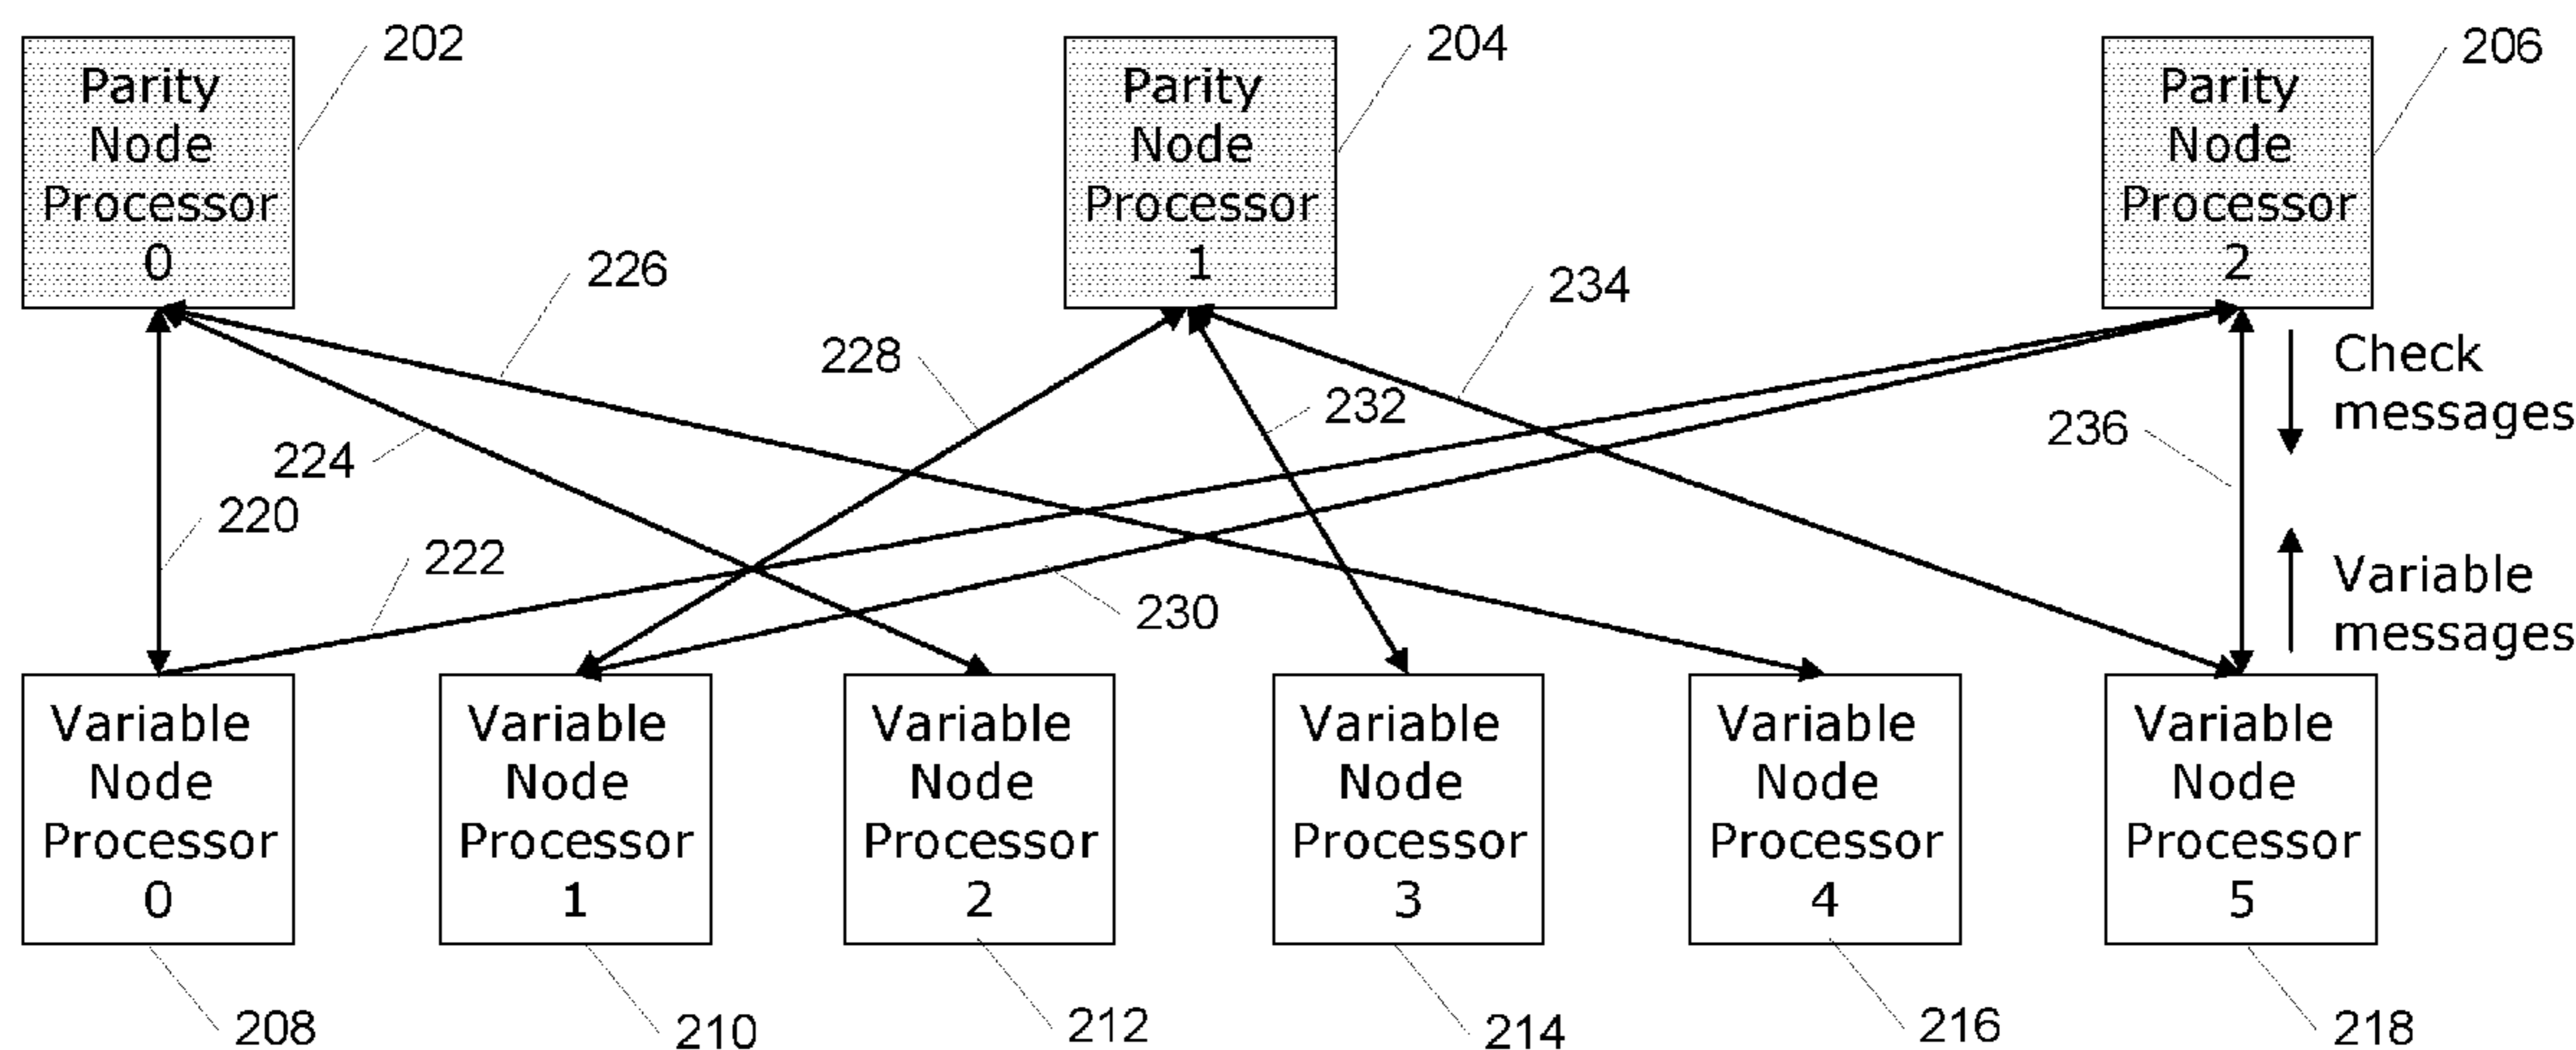 202
204
206
Parity
Node
Processor
0
Parity
Node
Processor
1
Parity
Node
Processor
2
226
234
228
232
224
236
220
222
230
Check
messages
Variable
messages
Variable
Node
Processor
0
Variable
Node
Processor
1
Variable
Node
Processor
2
Variable
Node
Processor
3
Variable
Node
Processor
4
Variable
Node
Processor
5
208
210
212
214
216
218